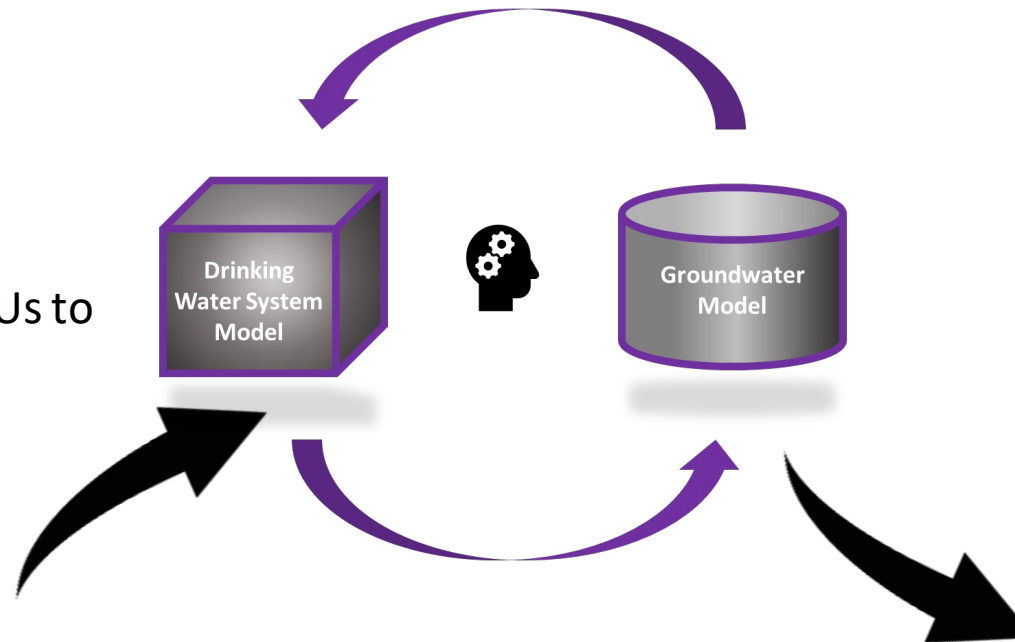 Drinking
Water System
Model
Groundwater
Model
Us to